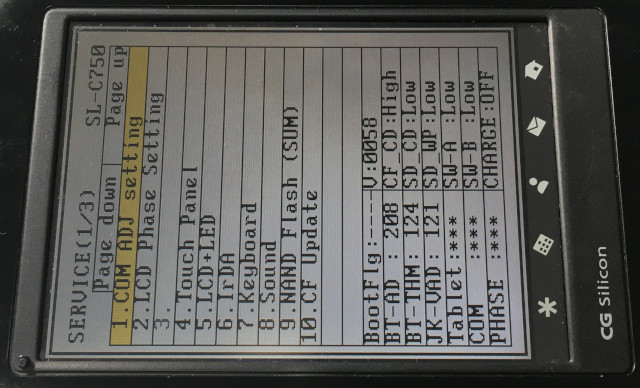 SERVICE(1/3) SL-C750
Page down Page up
1.COM ADJ setting
2.LCD Phase Setting
3.
4.Touch Panel
5.LCD+LED
6.IrDA
7.Keyboard
8.Sound
9.NAND Flash (SUM)
10.CF Update
BootFlg:---- V:0058
BT-AD : 208 CF_CD:High
BT-THM: 124 SD_CD:Low
JK-VAD: 121 SD_WP:Low
Tablet:*** SW-A :Low
COM :*** SW-B :Low
PHASE :*** CHARGE:OFF
CG Silicon